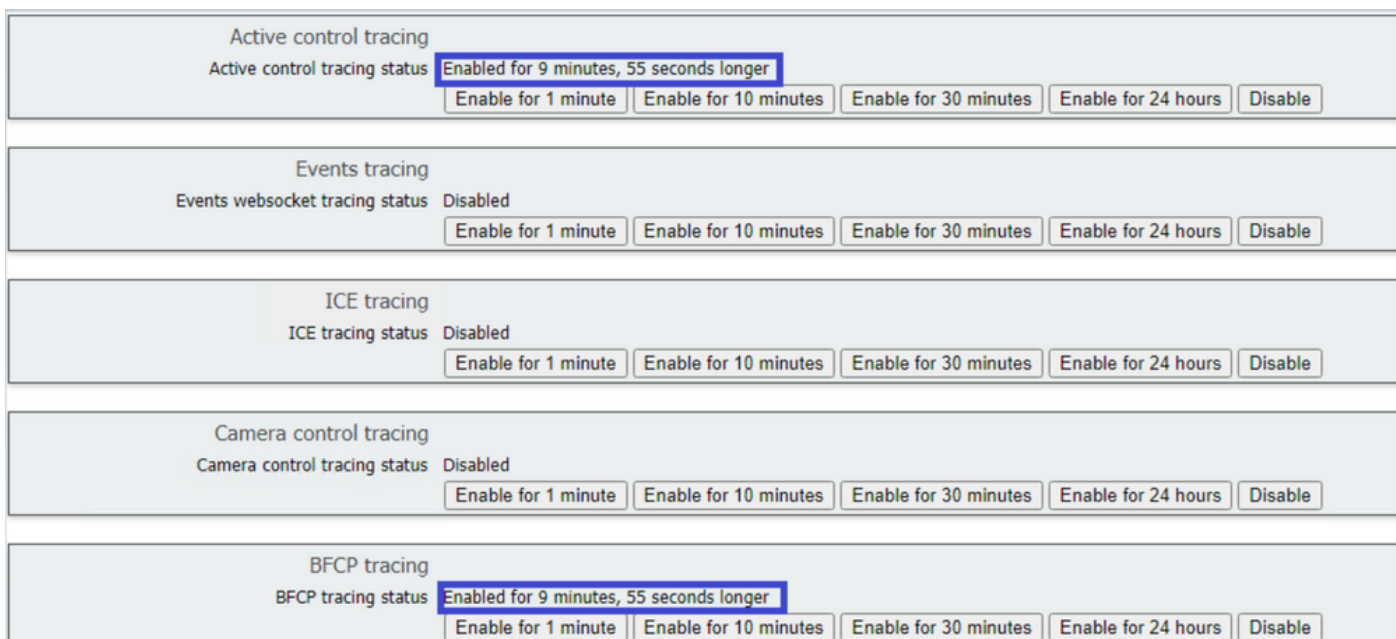 Active control tracing
Active control tracing status Enabled for 9 minutes, 55 seconds longer
Enable for 1 minute Enable for 10 minutes Enable for 30 minutes Enable for 24 hours Disable
Events tracing
Events websocket tracing status Disabled
Enable for 1 minute Enable for 10 minutes Enable for 30 minutes Enable for 24 hours Disable
ICE tracing
ICE tracing status Disabled
Enable for 1 minute Enable for 10 minutes Enable for 30 minutes Enable for 24 hours Disable
Camera control tracing
Camera control tracing status Disabled
Enable for 1 minute Enable for 10 minutes Enable for 30 minutes Enable for 24 hours Disable
BFCP tracing
BFCP tracing status Enabled for 9 minutes, 55 seconds longer
Enable for 1 minute Enable for 10 minutes Enable for 30 minutes Enable for 24 hours Disable